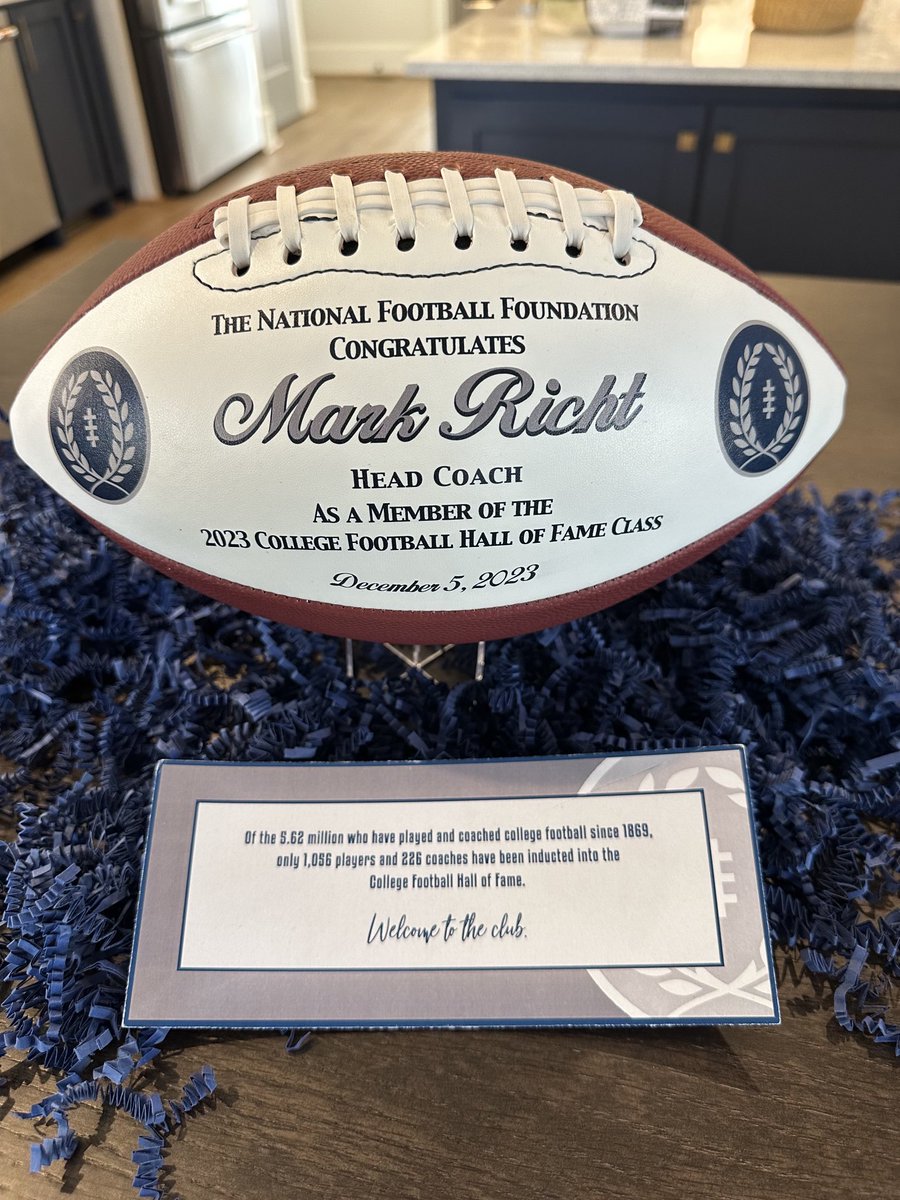 The National Football Foundation
Congratulates
Mark Richt
Head Coach
As a Member of the
2023 College Football Hall of Fame Class
December 5, 2023
Of the 5.62 million who have played and coached college football since 1869,
only 1,056 players and 226 coaches have been inducted into the
College Football Hall of Fame.
Welcome to the club.